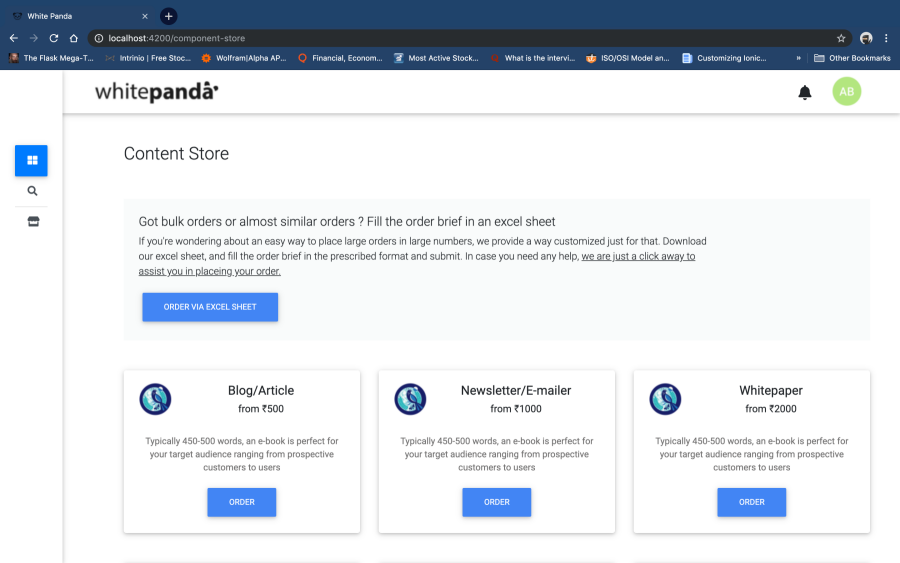 White Panda
localhost:4200/component-store
The Flask Mega-T... Intrinio | Free Stoc... Wolfram|Alpha AP... Financial, Econom... Most Active Stock... What is the intervi... ISO/OSI Model an... Customizing Ionic... » Other Bookmarks
whitepanda
AB
Content Store
Got bulk orders or almost similar orders ? Fill the order brief in an excel sheet
If you're wondering about an easy way to place large orders in large numbers, we provide a way customized just for that. Download
our excel sheet, and fill the order brief in the prescribed format and submit. In case you need any help, we are just a click away to
assist you in placeing your order.
ORDER VIA EXCEL SHEET
Blog/Article
from ₹500
Typically 450-500 words, an e-book is perfect for
your target audience ranging from prospective
customers to users
ORDER
Newsletter/E-mailer
from ₹1000
Typically 450-500 words, an e-book is perfect for
your target audience ranging from prospective
customers to users
ORDER
Whitepaper
from ₹2000
Typically 450-500 words, an e-book is perfect for
your target audience ranging from prospective
customers to users
ORDER